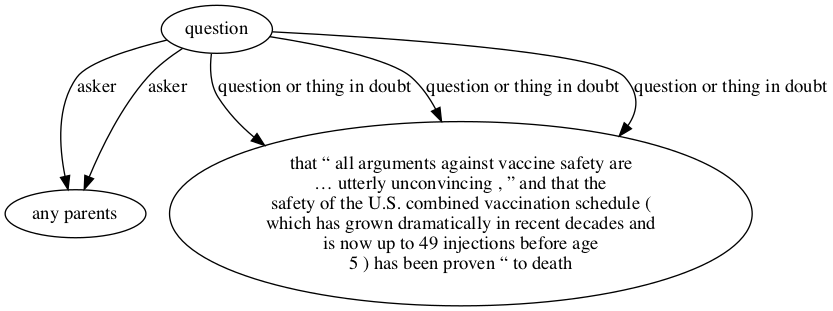 question
asker
asker
question or thing in doubt
question or thing in doubt
question or thing in doubt
any parents
that “ all arguments against vaccine safety are
… utterly unconvincing , ” and that the
safety of the U.S. combined vaccination schedule (
which has grown dramatically in recent decades and
is now up to 49 injections before age
5 ) has been proven “ to death